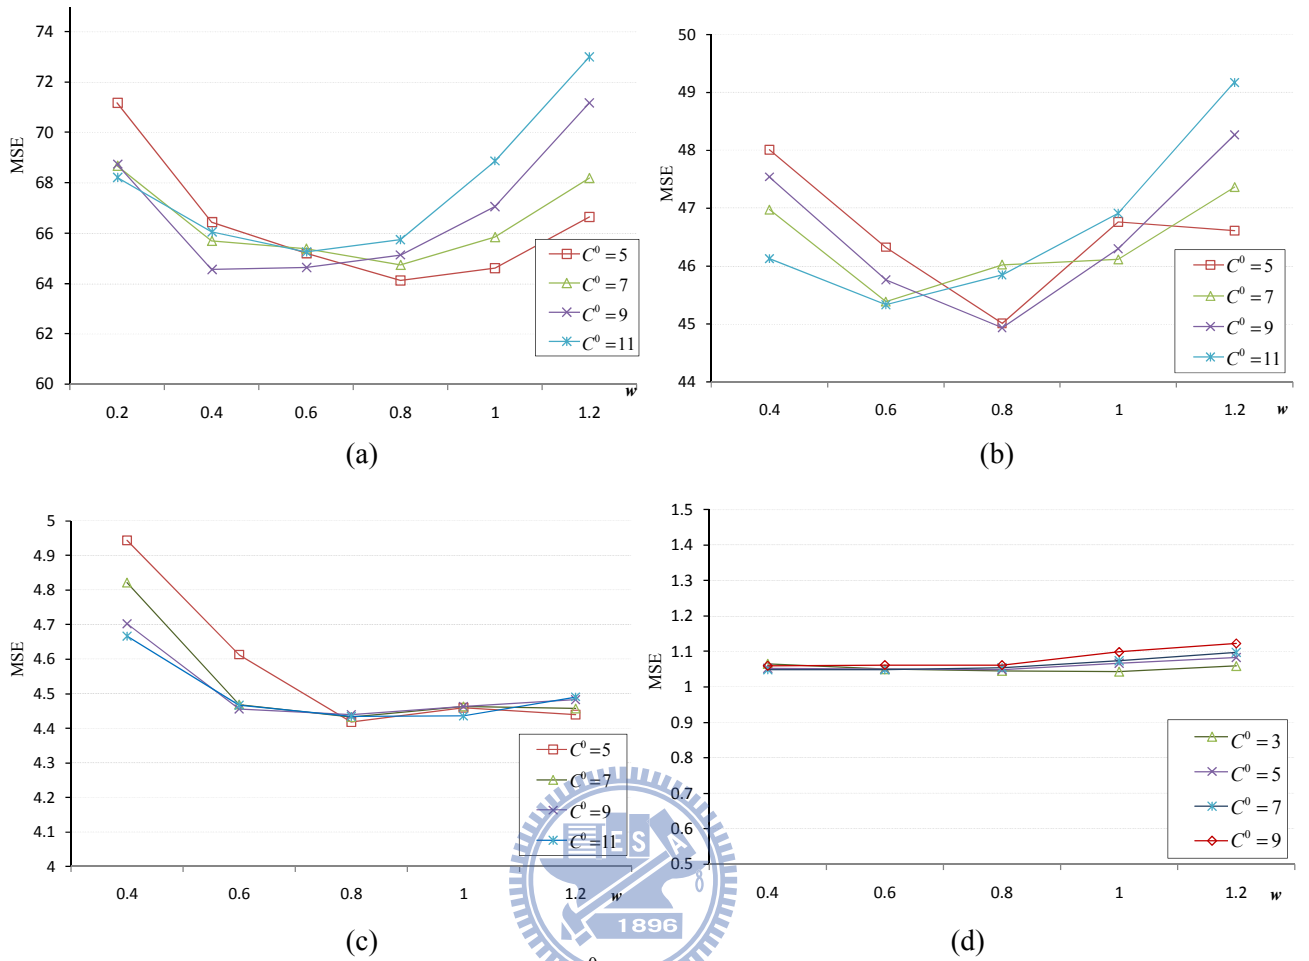 74
72
70
68
66
64
62
60
MSE
0.2 0.4 0.6 0.8 1 1.2
w
C⁰ = 5
C⁰ = 7
C⁰ = 9
C⁰ = 11
(a)
50
49
48
47
46
45
44
MSE
0.4 0.6 0.8 1 1.2 w
C⁰ = 5
C⁰ = 7
C⁰ = 9
C⁰ = 11
(b)
5
4.9
4.8
4.7
4.6
4.5
4.4
4.3
4.2
4.1
4
MSE
0.4 0.6 0.8 1 1.2 w
C⁰ = 5
C⁰ = 7
C⁰ = 9
C⁰ = 11
(c)
1.5
1.4
1.3
1.2
1.1
1
0.9
0.8
0.7
0.6
0.5
MSE
0.4 0.6 0.8 1 1.2 w
C⁰ = 3
C⁰ = 5
C⁰ = 7
C⁰ = 9
(d)
E S A
1896
0